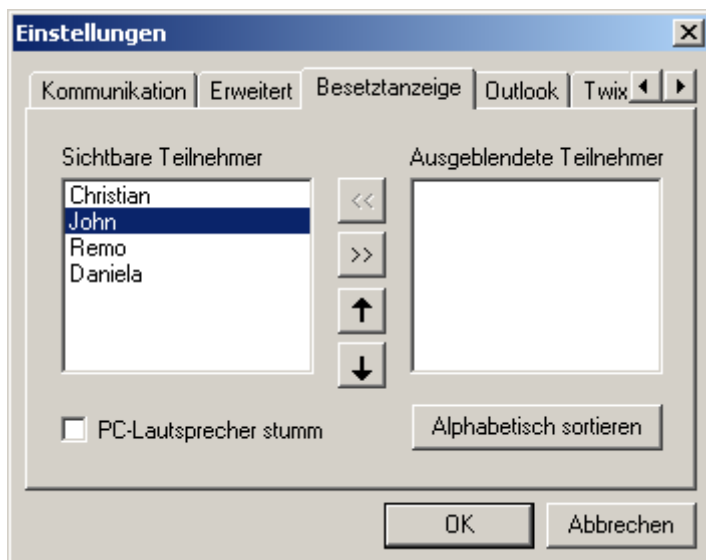 Einstellungen
Kommunikation Erweitert Besetztanzeige Outlook Twix
Sichtbare Teilnehmer Ausgeblendete Teilnehmer
Christian
John
Remo
Daniela
<<
>>
PC-Lautsprecher stumm Alphabetisch sortieren
OK Abbrechen